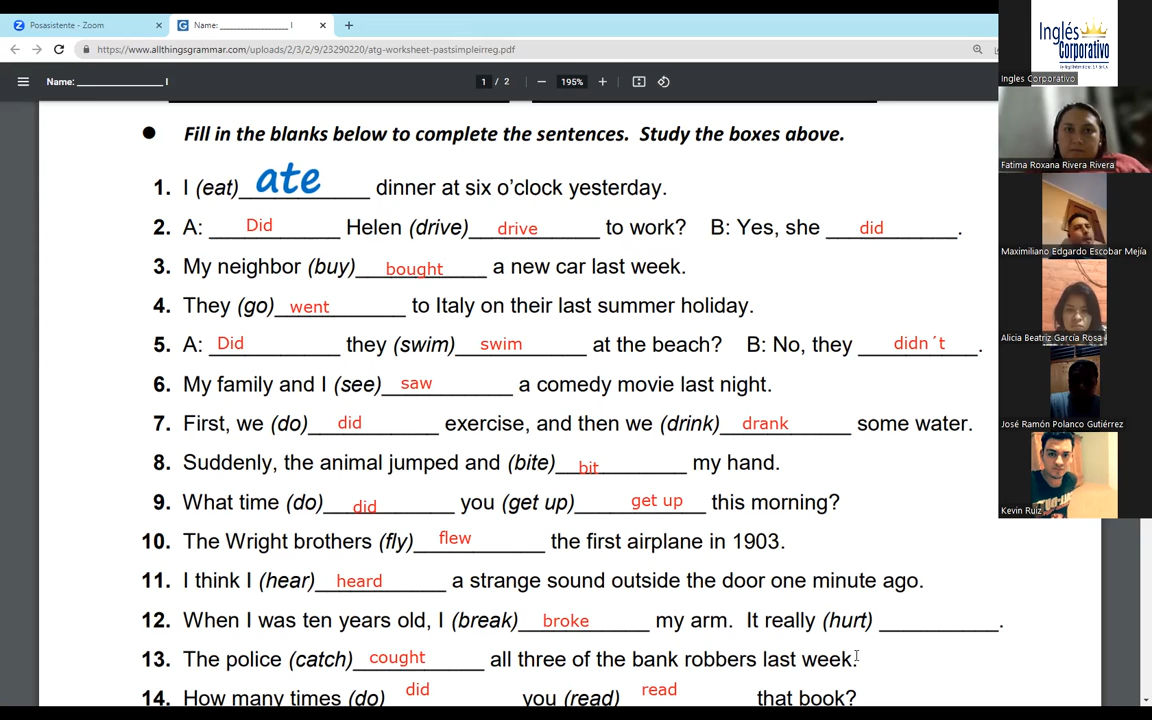 Posasistente - Zoom
Name: _______________ I
https://www.allthingsgrammar.com/uploads/2/3/2/9/23290220/atg-worksheet-pastsimpleirreg.pdf
Name: _______________ I
1 / 2
195%
Inglés
Corporativo
Ingles Corporativo
Fatima Roxana Rivera Rivera
Maximiliano Edgardo Escobar Mejía
Alicia Beatriz García Rosa
José Ramón Polanco Gutiérrez
Kevin Ruiz
● Fill in the blanks below to complete the sentences. Study the boxes above.
1. I (eat) ate dinner at six o'clock yesterday.
2. A: Did Helen (drive) drive to work? B: Yes, she did.
3. My neighbor (buy) bought a new car last week.
4. They (go) went to Italy on their last summer holiday.
5. A: Did they (swim) swim at the beach? B: No, they didn´t.
6. My family and I (see) saw a comedy movie last night.
7. First, we (do) did exercise, and then we (drink) drank some water.
8. Suddenly, the animal jumped and (bite) bit my hand.
9. What time (do) did you (get up) get up this morning?
10. The Wright brothers (fly) flew the first airplane in 1903.
11. I think I (hear) heard a strange sound outside the door one minute ago.
12. When I was ten years old, I (break) broke my arm. It really (hurt) __________.
13. The police (catch) cought all three of the bank robbers last week.
14. How many times (do) did you (read) read that book?